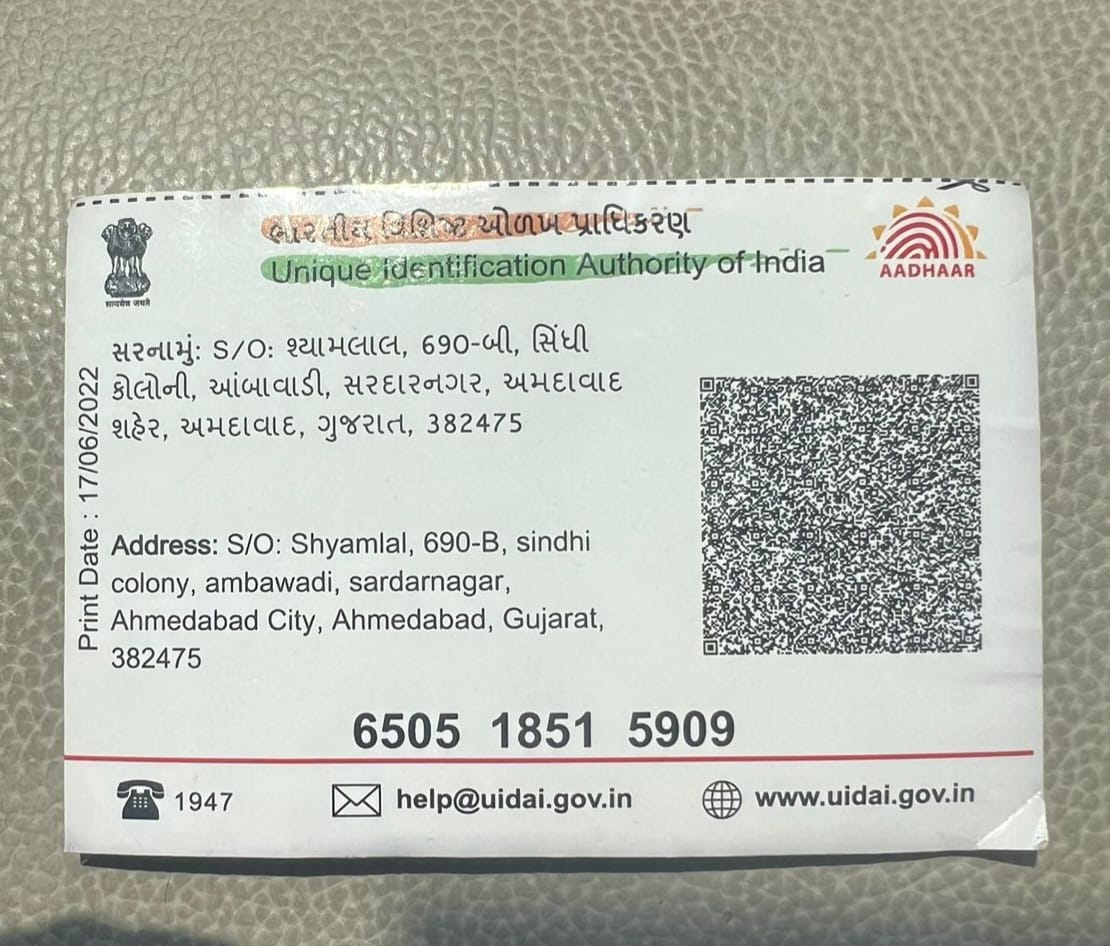 ભારતીય વિશિષ્ટ ઓળખ પ્રાધિકરણ
Unique Identification Authority of India
AADHAAR
सत्यमेव जयते
સરનામું: S/O: શ્યામલાલ, 690-બી, સિંધી
કોલોની, આંબાવાડી, સરદારનગર, અમદાવાદ
શહેર, અમદાવાદ, ગુજરાત, 382475
Print Date : 17/06/2022
Address: S/O: Shyamlal, 690-B, sindhi
colony, ambawadi, sardarnagar,
Ahmedabad City, Ahmedabad, Gujarat,
382475
6505 1851 5909
1947
help@uidai.gov.in
www.uidai.gov.in